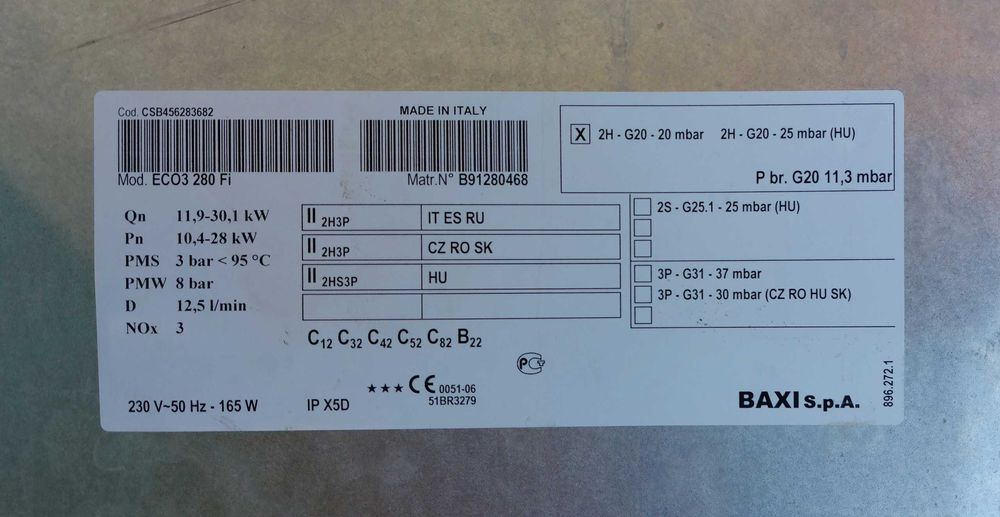 Cod. CSB456283682
MADE IN ITALY
Mod. ECO3 280 Fi
Matr.N° B91280468
X 2H - G20 - 20 mbar 2H - G20 - 25 mbar (HU)
P br. G20 11,3 mbar
Qn 11,9-30,1 kW
Pn 10,4-28 kW
PMS 3 bar < 95 °C
PMW 8 bar
D 12,5 l/min
NOx 3
II 2H3P IT ES RU
II 2H3P CZ RO SK
II 2HS3P HU
2S - G25.1 - 25 mbar (HU)
3P - G31 - 37 mbar
3P - G31 - 30 mbar (CZ RO HU SK)
C12 C32 C42 C52 C82 B22
PCT
★★★ CE 0051-06
51BR3279
230 V~50 Hz - 165 W
IP X5D
BAXI S.p.A.
896.272.1